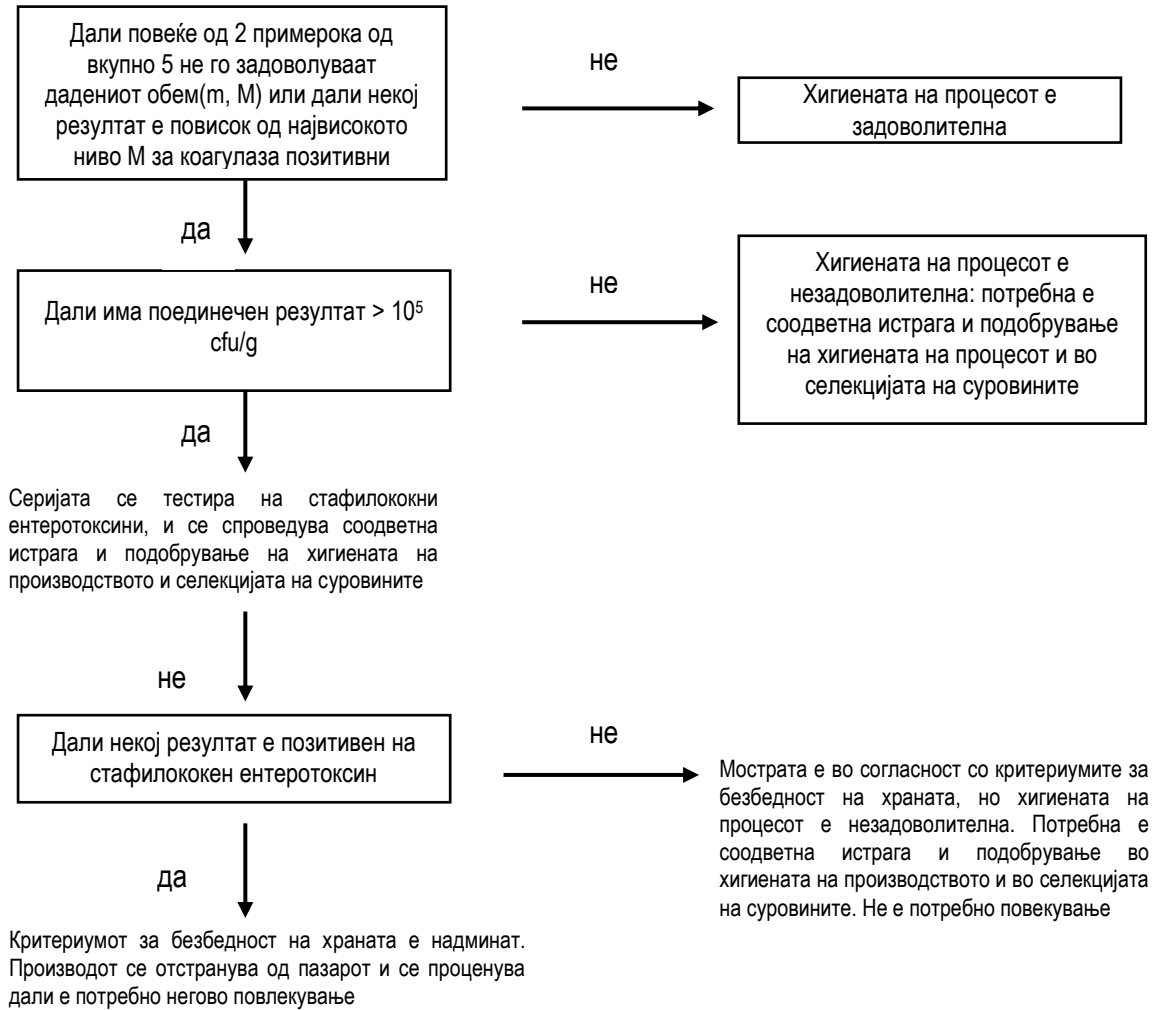 Дали повеќе од 2 примерока од
вкупно 5 не го задоволуваат
дадениот обем(m, M) или дали некој
резултат е повисок од највисокото
ниво М за коагулаза позитивни
не
Хигиената на процесот е
задоволителна
да
Дали има поединечен резултат > 10⁵
cfu/g
не
Хигиената на процесот е
незадоволителна: потребна е
соодветна истрага и подобрување
на хигиената на процесот и во
селекцијата на суровините
да
Серијата се тестира на стафилококни
ентеротоксини, и се спроведува соодветна
истрага и подобрување на хигиената на
производството и селекцијата на суровините
не
Дали некој резултат е позитивен на
стафилококен ентеротоксин
не
Мострата е во согласност со критериумите за
безбедност на храната, но хигиената на
процесот е незадоволителна. Потребна е
соодветна истрага и подобрување во
хигиената на производството и во селекцијата
на суровините. Не е потребно повекување
да
Критериумот за безбедност на храната е надминат.
Производот се отстранува од пазарот и се проценува
дали е потребно негово повлекување